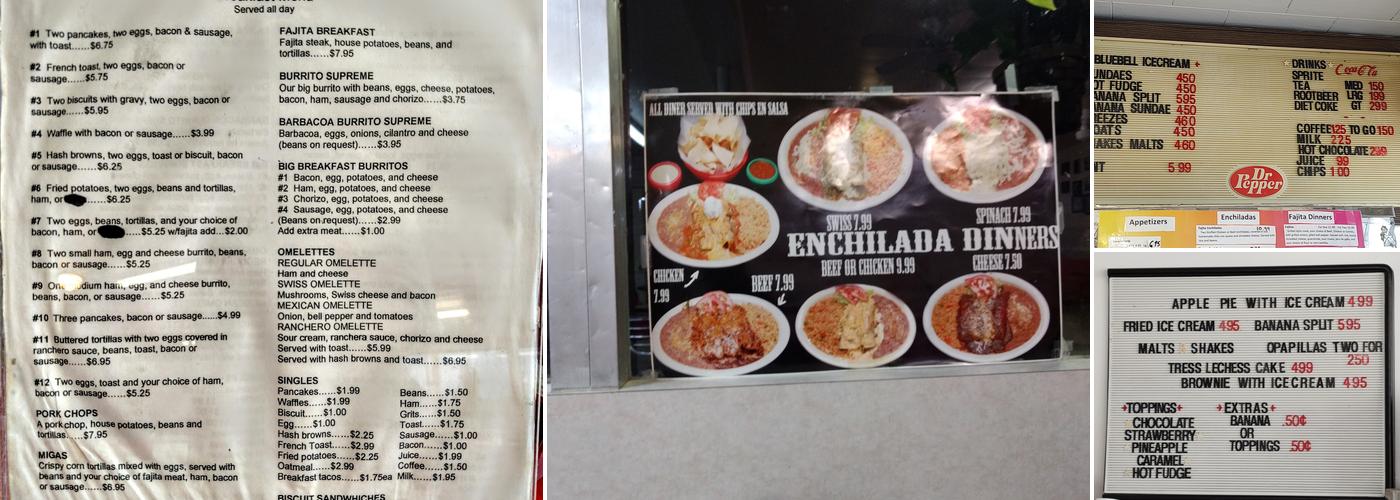 Served all day
#1 Two pancakes, two eggs, bacon & sausage,
with toast......$6.75
#2 French toast, two eggs, bacon or
sausage......$5.75
#3 Two biscuits with gravy, two eggs, bacon or
sausage......$5.95
#4 Waffle with bacon or sausage.....$3.99
#5 Hash browns, two eggs, toast or biscuit, bacon
or sausage.....$6.25
#6 Fried potatoes, two eggs, beans and tortillas,
ham, or ......$6.25
#7 Two eggs, beans, tortillas, and your choice of
bacon, ham, or .....$5.25 w/fajita add...$2.00
#8 Two small ham, egg and cheese burrito, beans,
bacon or sausage.....$5.25
#9 medium ham, egg, and cheese burrito,
beans, bacon, or sausage.....$5.25
#10 Three pancakes, bacon or sausage.....$4.99
#11 Buttered tortillas with two eggs covered in
ranchero sauce, beans, toast, bacon or
sausage......$6.95
#12 Two eggs, toast and your choice of ham,
bacon or sausage.....$5.25
PORK CHOPS
A pork chop, house potatoes, beans and
tortillas.....$7.95
MIGAS
Crispy corn tortillas mixed with eggs, served with
beans and your choice of fajita meat, ham, bacon
or sausage.....$6.95
FAJITA BREAKFAST
Fajita steak, house potatoes, beans, and
tortillas......$7.95
BURRITO SUPREME
Our big burrito with beans, eggs, cheese, potatoes,
bacon, ham, sausage and chorizo.....$3.75
BARBACOA BURRITO SUPREME
Barbacoa, eggs, onions, cilantro and cheese
(beans on request).....$3.95
BIG BREAKFAST BURRITOS
#1 Bacon, egg, potatoes, and cheese
#2 Ham, egg, potatoes, and cheese
#3 Chorizo, egg, potatoes, and cheese
#4 Sausage, egg, potatoes, and cheese
(Beans on request).....$2.99
Add extra meat.....$1.00
OMELETTES
REGULAR OMELETTE
Ham and cheese
SWISS OMELETTE
Mushrooms, Swiss cheese and bacon
MEXICAN OMELETTE
Onion, bell pepper and tomatoes
RANCHERO OMELETTE
Sour cream, ranchera sauce, chorizo and cheese
Served with toast.....$5.99
Served with hash browns and toast......$6.95
SINGLES
Pancakes.....$1.99
Waffles.....$1.99
Biscuit.....$1.00
Egg.....$1.00
Hash browns.....$2.25
French Toast.....$2.99
Fried potatoes.....$2.25
Oatmeal.....$2.99
Breakfast tacos.....$1.75ea
Beans.....$1.50
Ham.....$1.75
Grits.....$1.50
Toast.....$1.75
Sausage.....$1.00
Bacon.....$1.00
Juice.....$1.99
Coffee.....$1.50
Milk.....$1.95
BISCUIT SANDWHICHES
ALL DINER SERVED WITH CHIPS EN SALSA
SWISS 7.99
SPINACH 7.99
ENCHILADA DINNERS
BEEF OR CHICKEN 9.99
CHEESE 7.50
CHICKEN
7.99
BEEF 7.99
BLUEBELL ICECREAM +
UNDAES 450
OT FUDGE 450
ANANA SPLIT 595
ANANA SUNDAE 450
EEZES 460
OATS 450
AKES MALTS 460
NT 5 99
DRINKS
Coca-Cola
SPRITE
TEA MED 150
ROOTBEER LRG 199
DIET COKE GT 299
COFFEE 125 TO GO 150
MILK 225
HOT CHOCOLATE 299
JUICE 99
CHIPS 1 00
Dr Pepper
Appetizers
Enchiladas
Fajita Dinners
APPLE PIE WITH ICE CREAM 499
FRIED ICE CREAM 495 BANANA SPLIT 595
MALTS SHAKES OPAPILLAS TWO FOR
250
TRESS LECHESS CAKE 499
BROWNIE WITH ICE CREAM 495
+TOPPINGS+
CHOCOLATE
STRAWBERRY
PINEAPPLE
CARAMEL
HOT FUDGE
+EXTRAS+
BANANA .50¢
OR
TOPPINGS .50¢